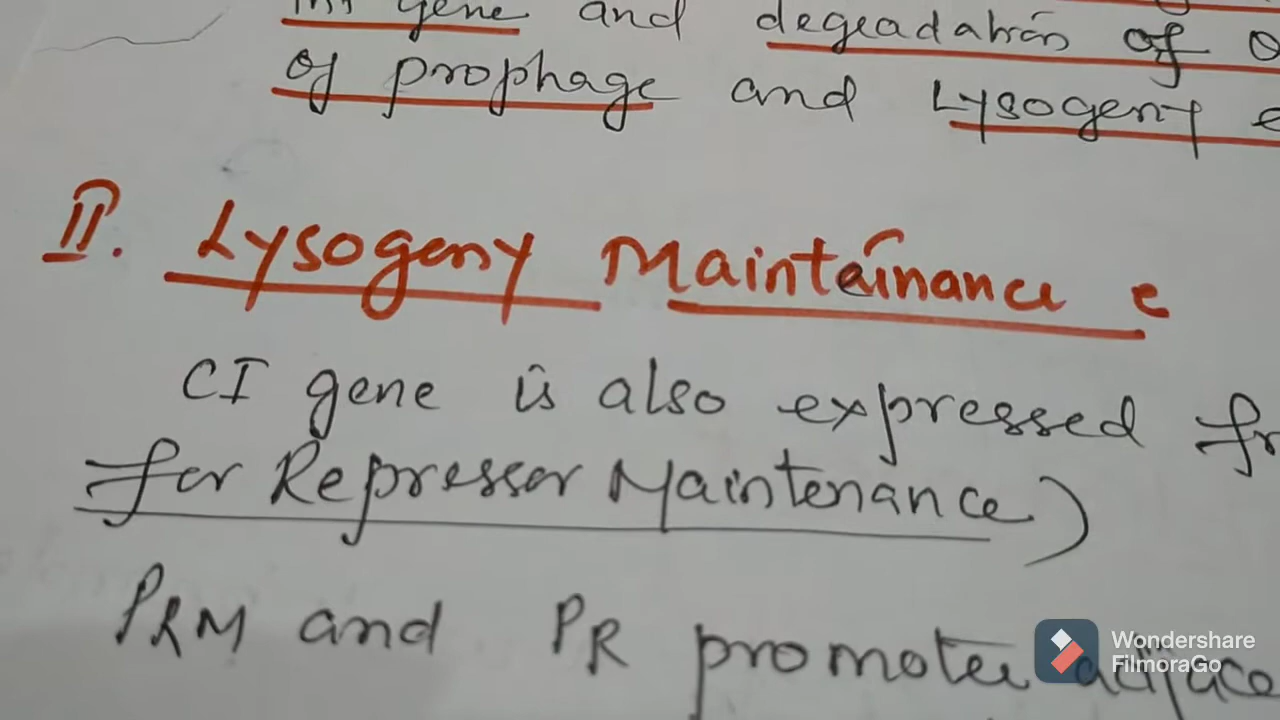 gene and degradation of
of prophage and Lysogeny
II. Lysogeny Maintainance
CI gene is also expressed
for Repressor Maintenance)
PRM and PR promoter
Wondershare
FilmoraGo